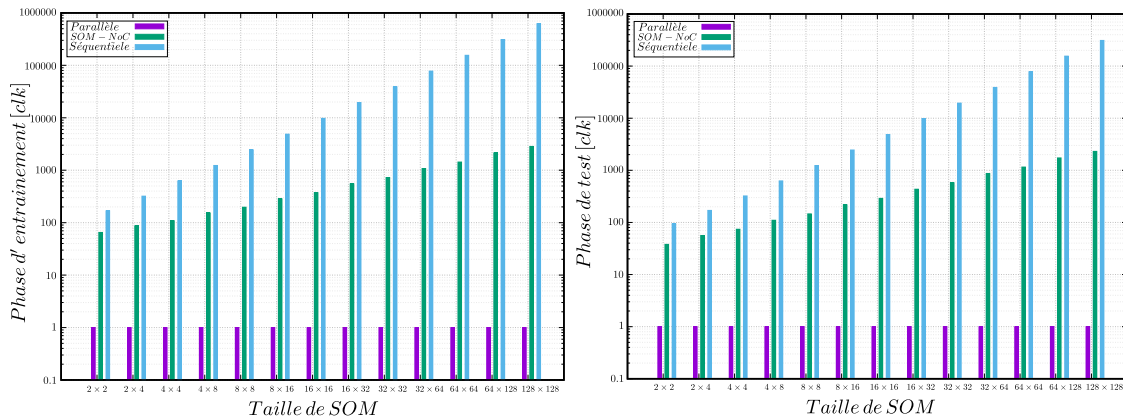 1000000
100000
10000
1000
100
10
1
0.1
Phase d' entrainement [clk]
Parallèle
SOM − NoC
Séquentiele
2 × 2 2 × 4 4 × 4 4 × 8 8 × 8 8 × 16 16 × 16 16 × 32 32 × 32 32 × 64 64 × 64 64 × 128 128 × 128
Taille de SOM
1000000
100000
10000
1000
100
10
1
0.1
Phase de test [clk]
Parallèle
SOM − NoC
Séquentiele
2 × 2 2 × 4 4 × 4 4 × 8 8 × 8 8 × 16 16 × 16 16 × 32 32 × 32 32 × 64 64 × 64 64 × 128 128 × 128
Taille de SOM